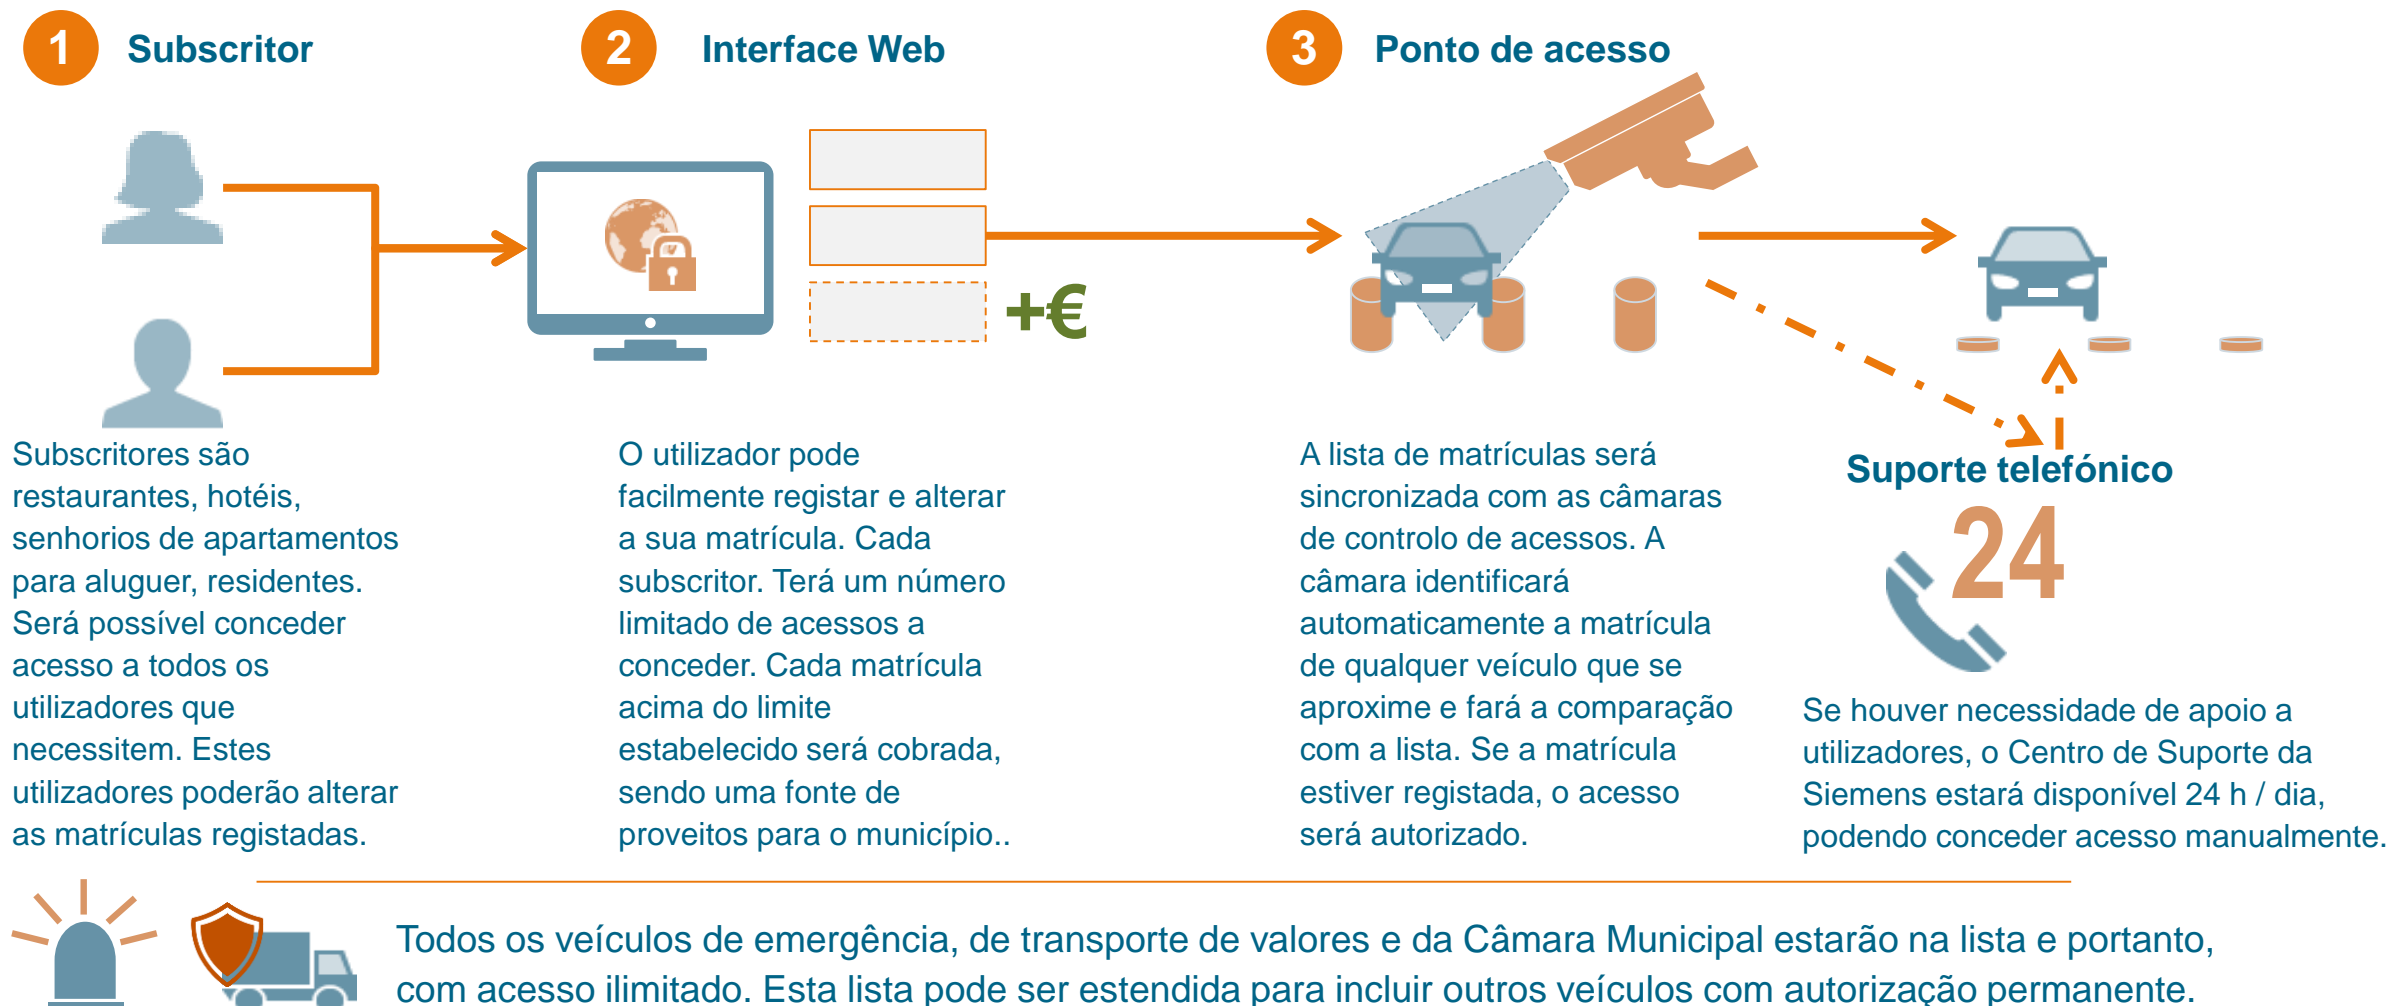 1 Subscritor
2 Interface Web
3 Ponto de acesso
+€
Subscritores são
restaurantes, hotéis,
senhorios de apartamentos
para aluguer, residentes.
Será possível conceder
acesso a todos os
utilizadores que
necessitem. Estes
utilizadores poderão alterar
as matrículas registadas.
O utilizador pode
facilmente registar e alterar
a sua matrícula. Cada
subscritor. Terá um número
limitado de acessos a
conceder. Cada matrícula
acima do limite
estabelecido será cobrada,
sendo uma fonte de
proveitos para o município..
A lista de matrículas será
sincronizada com as câmaras
de controlo de acessos. A
câmara identificará
automaticamente a matrícula
de qualquer veículo que se
aproxime e fará a comparação
com a lista. Se a matrícula
estiver registada, o acesso
será autorizado.
Suporte telefónico
24
Se houver necessidade de apoio a
utilizadores, o Centro de Suporte da
Siemens estará disponível 24 h / dia,
podendo conceder acesso manualmente.
Todos os veículos de emergência, de transporte de valores e da Câmara Municipal estarão na lista e portanto,
com acesso ilimitado. Esta lista pode ser estendida para incluir outros veículos com autorização permanente.